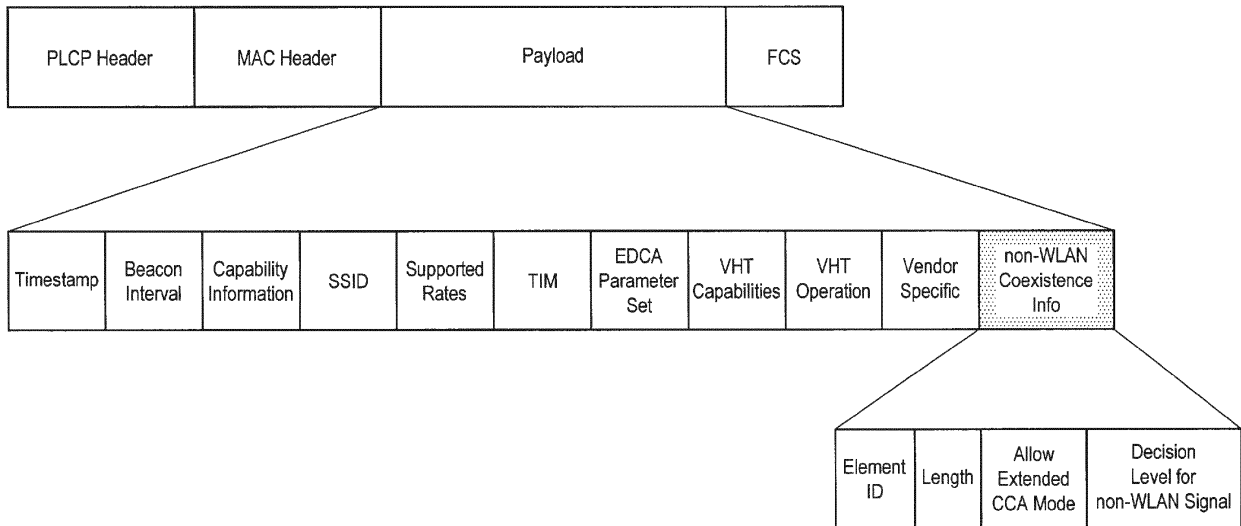 PLCP Header
MAC Header
Payload
FCS
Timestamp
Beacon
Interval
Capability
Information
SSID
Supported
Rates
TIM
EDCA
Parameter
Set
VHT
Capabilities
VHT
Operation
Vendor
Specific
non-WLAN
Coexistence
Info
Element
ID
Length
Allow
Extended
CCA Mode
Decision
Level for
non-WLAN Signal